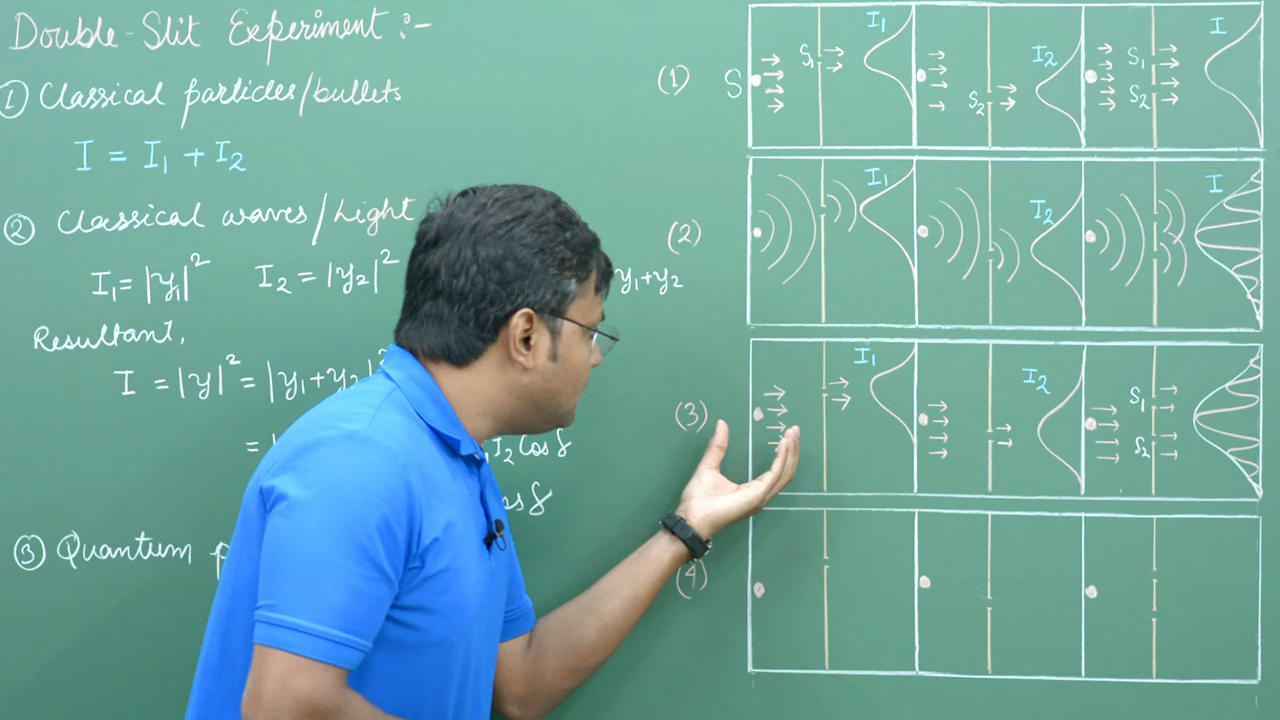 Double-Slit Experiment :-
① Classical particles/bullets
I = I₁ + I₂
② Classical waves/Light
I₁ = |y₁|² I₂ = |y₂|² y₁+y₂
Resultant,
I = |y|² = |y₁+y₂|²
= I₂ Cos δ
os δ
③ Quantum p
(1) S S₁ I₁ S₂ I₂ S₁ S₂ I
(2) I₁ I₂ I
(3) I₁ I₂ S₁ S₂
(4)